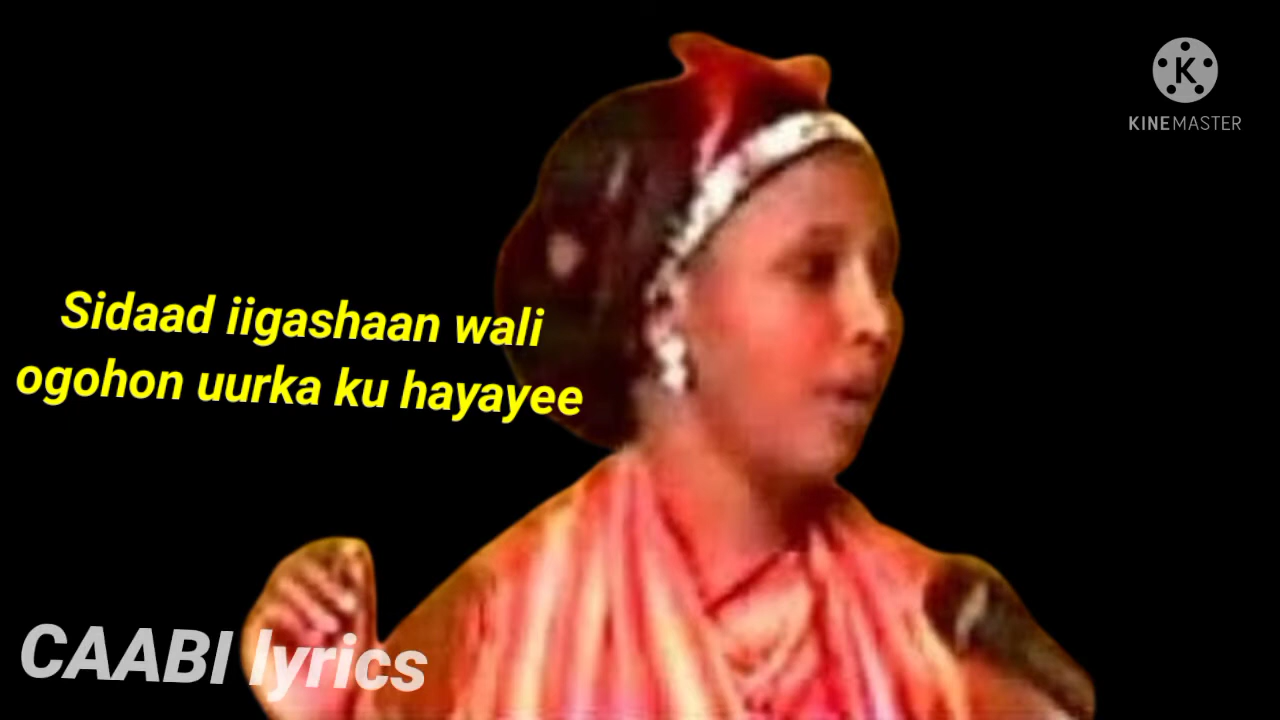 KINEMASTER
Sidaad iigashaan wali
ogohon uurka ku hayayee
CAABI lyrics